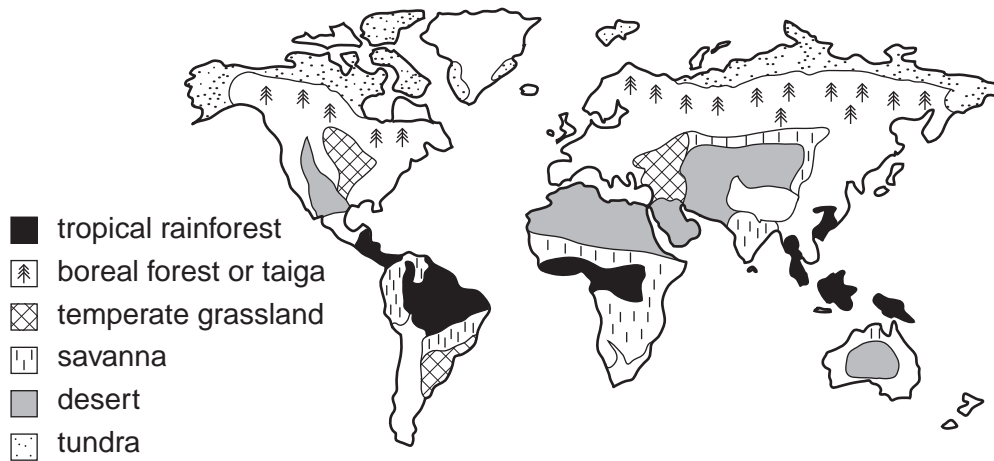 tropical rainforest
boreal forest or taiga
temperate grassland
savanna
desert
tundra